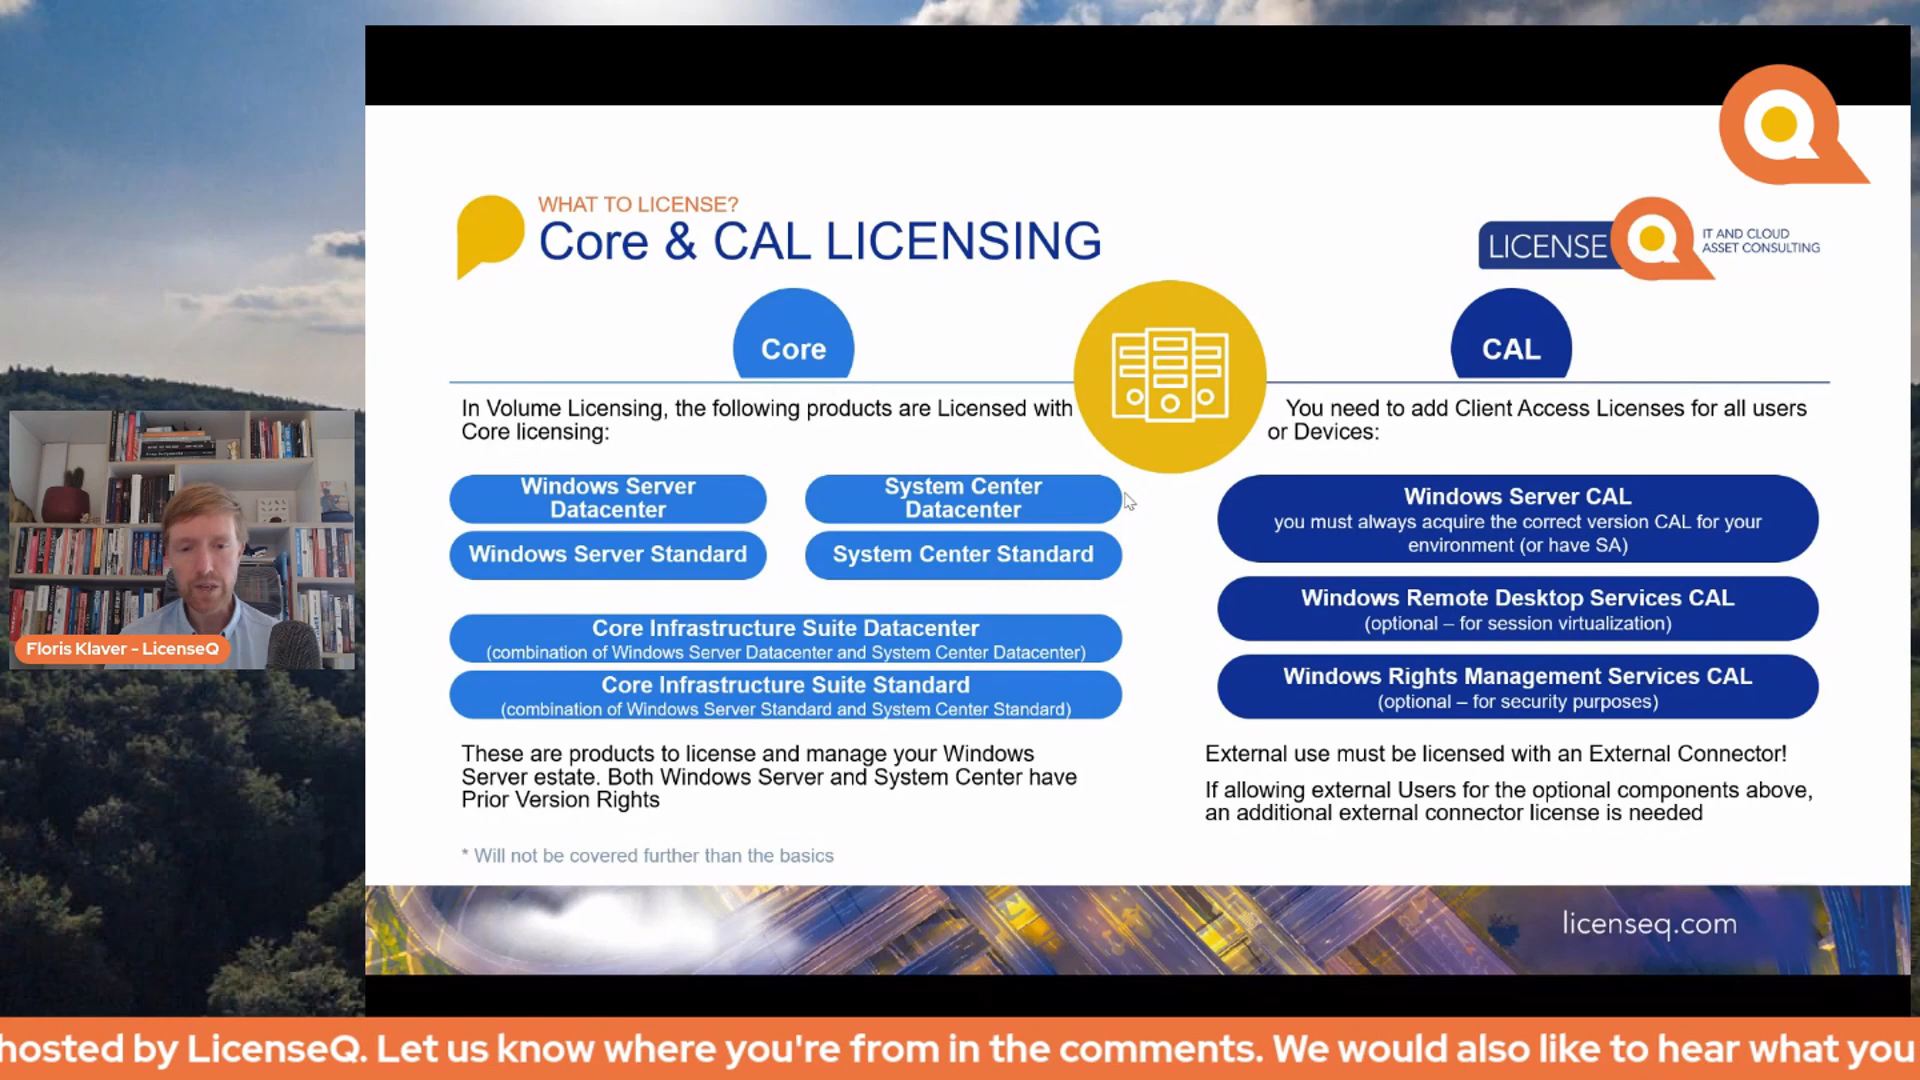 WHAT TO LICENSE?
Core & CAL LICENSING
LICENSE
IT AND CLOUD
ASSET CONSULTING
Core
In Volume Licensing, the following products are Licensed with
Core licensing:
Windows Server
Datacenter
System Center
Datacenter
Windows Server Standard
System Center Standard
Core Infrastructure Suite Datacenter
(combination of Windows Server Datacenter and System Center Datacenter)
Core Infrastructure Suite Standard
(combination of Windows Server Standard and System Center Standard)
These are products to license and manage your Windows
Server estate. Both Windows Server and System Center have
Prior Version Rights
* Will not be covered further than the basics
CAL
You need to add Client Access Licenses for all users
or Devices:
Windows Server CAL
you must always acquire the correct version CAL for your
environment (or have SA)
Windows Remote Desktop Services CAL
(optional – for session virtualization)
Windows Rights Management Services CAL
(optional – for security purposes)
External use must be licensed with an External Connector!
If allowing external Users for the optional components above,
an additional external connector license is needed
licenseq.com
Floris Klaver - LicenseQ
hosted by LicenseQ. Let us know where you're from in the comments. We would also like to hear what you